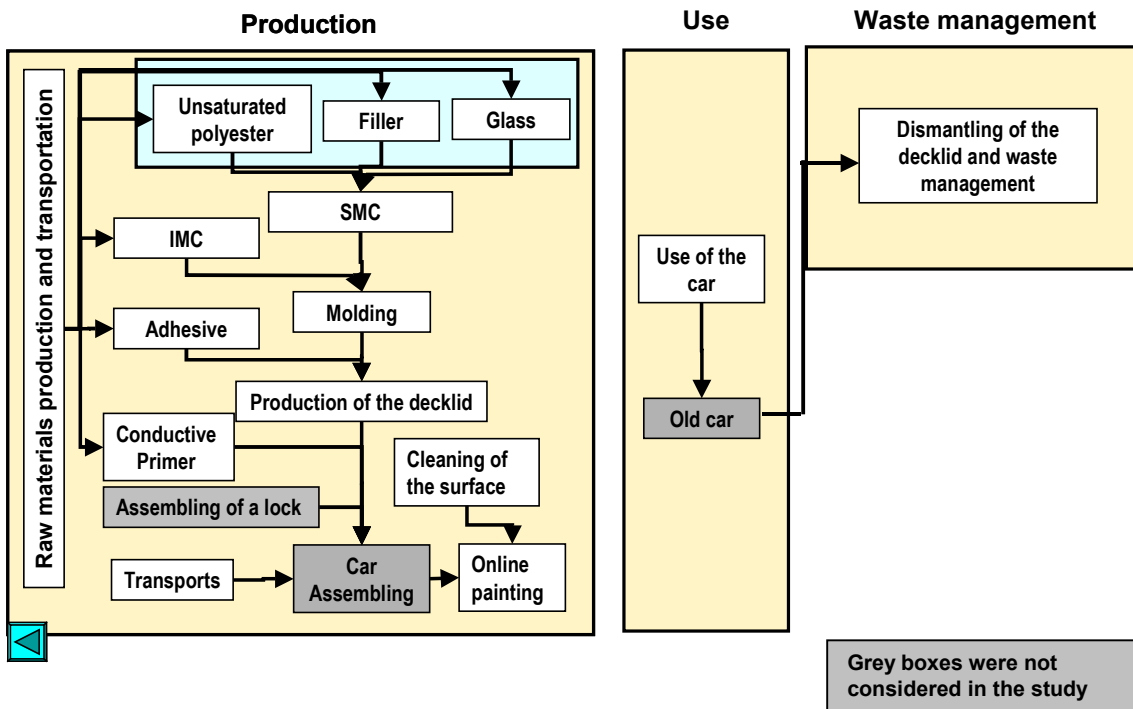 Production
Use
Waste management
Raw materials production and transportation
Unsaturated
polyester
Filler
Glass
SMC
IMC
Molding
Adhesive
Production of the decklid
Conductive
Primer
Cleaning of
the surface
Assembling of a lock
Transports
Car
Assembling
Online
painting
Use of the
car
Old car
Dismantling of the
decklid and waste
management
Grey boxes were not
considered in the study